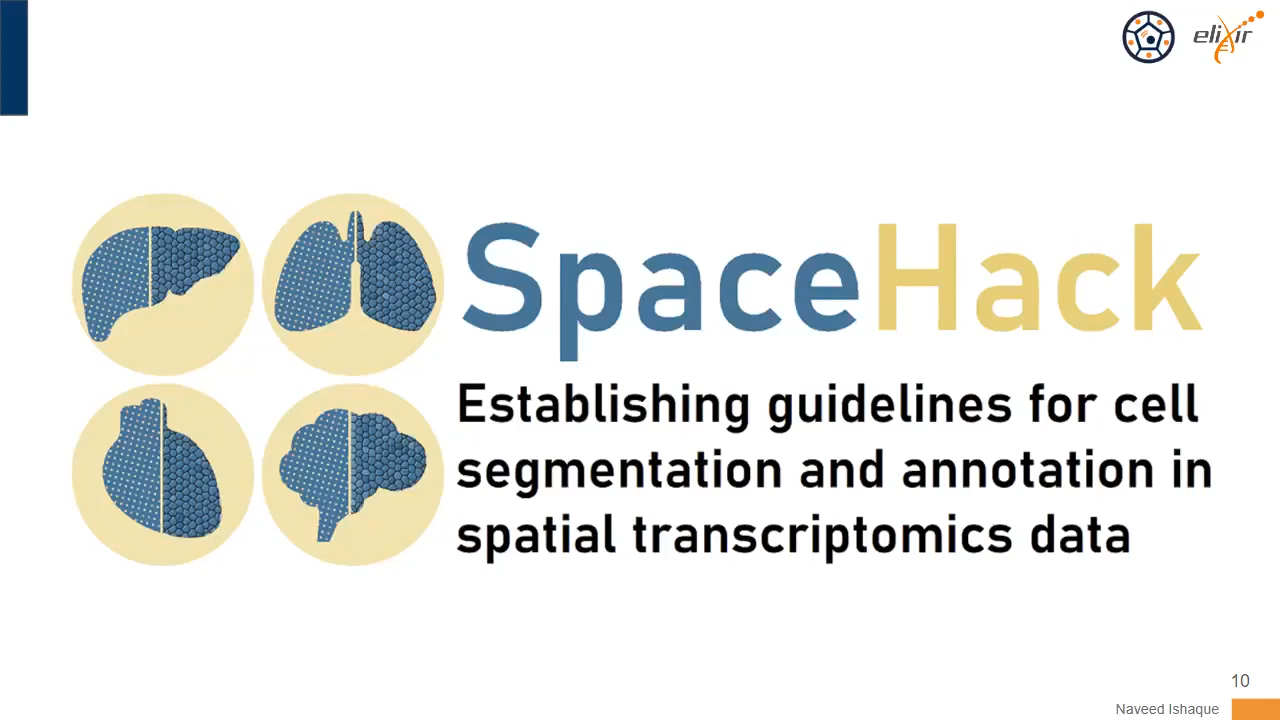 elixir
SpaceHack
Establishing guidelines for cell
segmentation and annotation in
spatial transcriptomics data
10
Naveed Ishaque